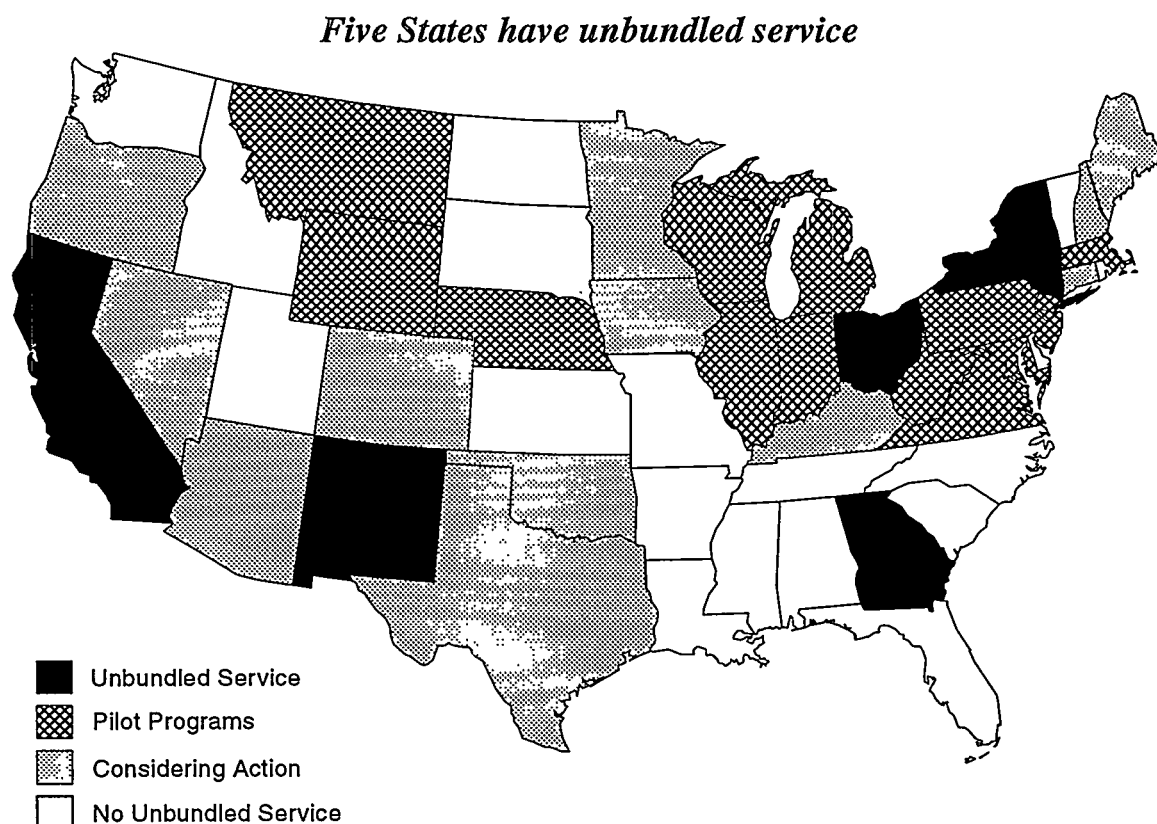 Five States have unbundled service
Unbundled Service
Pilot Programs
Considering Action
No Unbundled Service